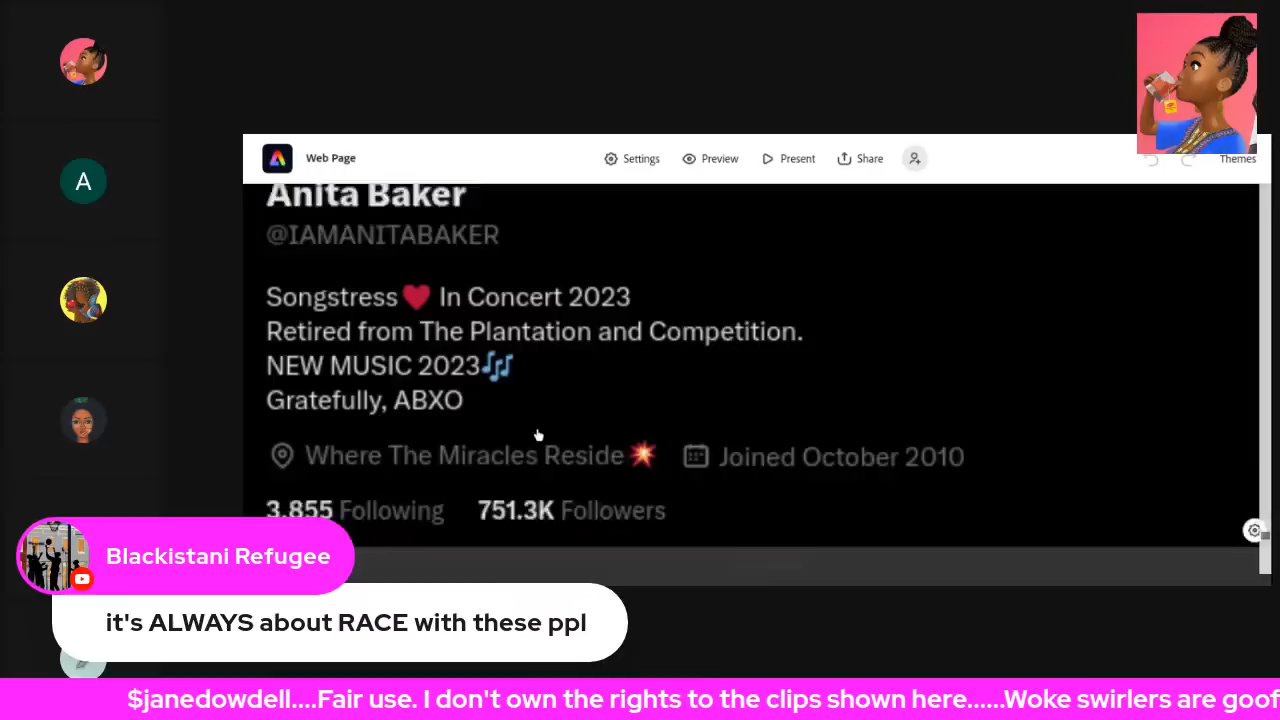 A
Web Page
Settings
Preview
Present
Share
Themes
Anita Baker
@IAMANITABAKER
Songstress❤️ In Concert 2023
Retired from The Plantation and Competition.
NEW MUSIC 2023🎶
Gratefully, ABXO
Where The Miracles Reside💥
Joined October 2010
3,855 Following
751.3K Followers
Blackistani Refugee
it's ALWAYS about RACE with these ppl
$janedowdell....Fair use. I don't own the rights to the clips shown here......Woke swirlers are goof